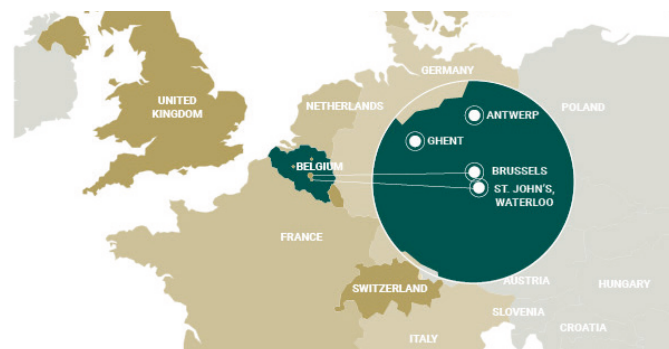 GERMANY
UNITED
KINGDOM
NETHERLANDS
POLAND
ANTWERP
GHENT
BELGIUM
BRUSSELS
ST. JOHN'S,
WATERLOO
FRANCE
SWITZERLAND
AUSTRIA
HUNGARY
SLOVENIA
CROATIA
ITALY